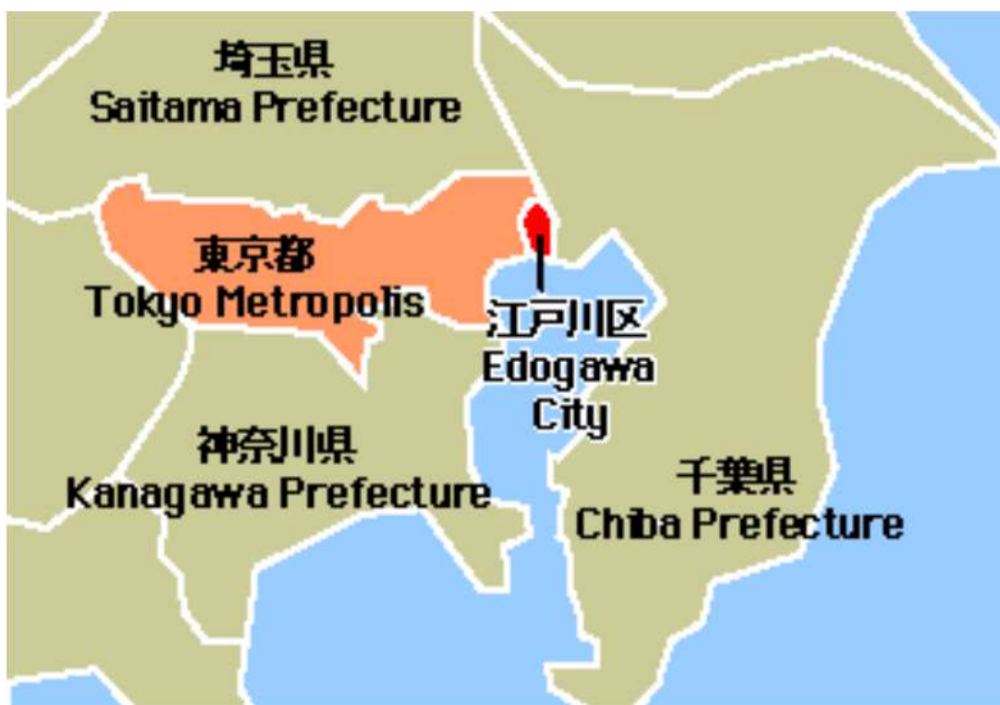 埼玉県
Saitama Prefecture
東京都
Tokyo Metropolis
江戸川区
Edogawa
City
神奈川県
Kanagawa Prefecture
千葉県
Chiba Prefecture